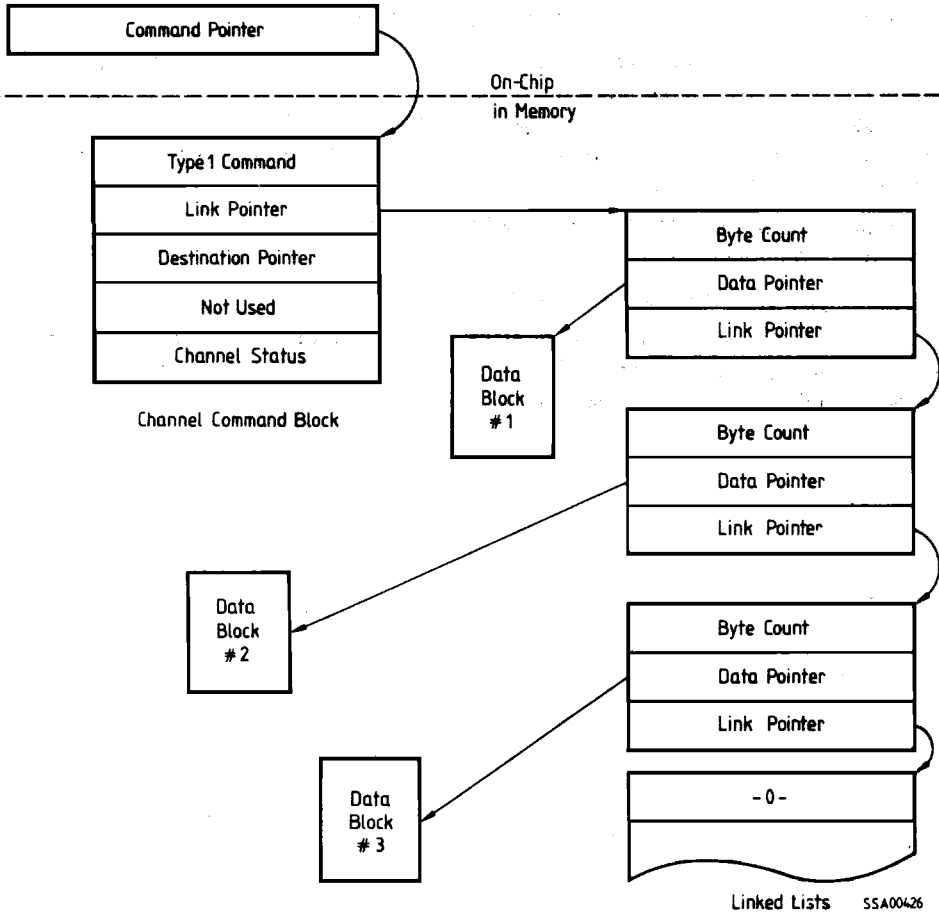 Command Pointer
On-Chip
in Memory
Type 1 Command
Link Pointer
Destination Pointer
Not Used
Channel Status
Channel Command Block
Byte Count
Data Pointer
Link Pointer
Data
Block
#1
Byte Count
Data Pointer
Link Pointer
Data
Block
#2
Byte Count
Data Pointer
Link Pointer
Data
Block
#3
-0-
Linked Lists SSA00426